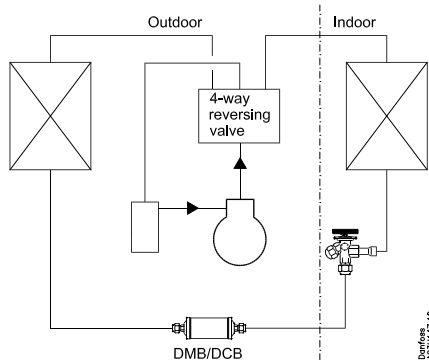 Outdoor
Indoor
4-way
reversing
valve
DMB/DCB
Danfoss